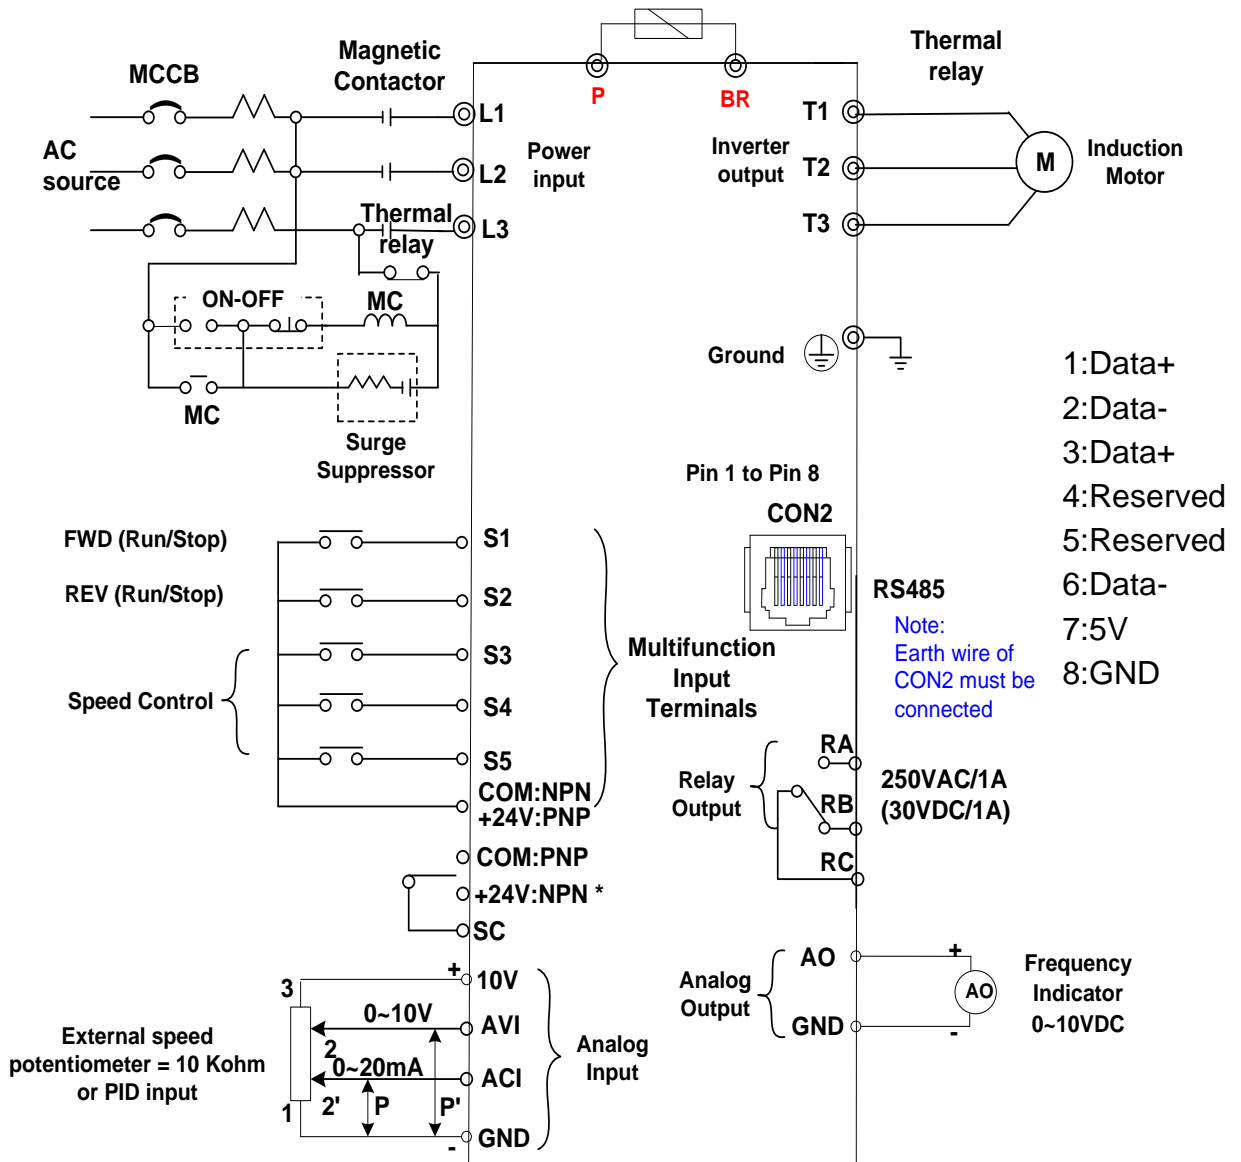 Magnetic
Contactor
MCCB
AC
source
L1
L2
L3
Power
input
P
BR
Thermal
relay
T1
T2
T3
Inverter
output
M
Induction
Motor
Thermal
relay
ON-OFF
MC
MC
Surge
Suppressor
Ground
1:Data+
2:Data-
3:Data+
4:Reserved
5:Reserved
6:Data-
7:5V
8:GND
Pin 1 to Pin 8
CON2
RS485
Note:
Earth wire of
CON2 must be
connected
FWD (Run/Stop)
REV (Run/Stop)
Speed Control
S1
S2
S3
S4
S5
COM:NPN
+24V:PNP
COM:PNP
+24V:NPN *
SC
Multifunction
Input
Terminals
Relay
Output
RA
RB
RC
250VAC/1A
(30VDC/1A)
External speed
potentiometer = 10 Kohm
or PID input
3
2
2'
1
0~10V
0~20mA
P
P'
+
-
10V
AVI
ACI
GND
Analog
Input
Analog
Output
AO
GND
+
-
AO
Frequency
Indicator
0~10VDC